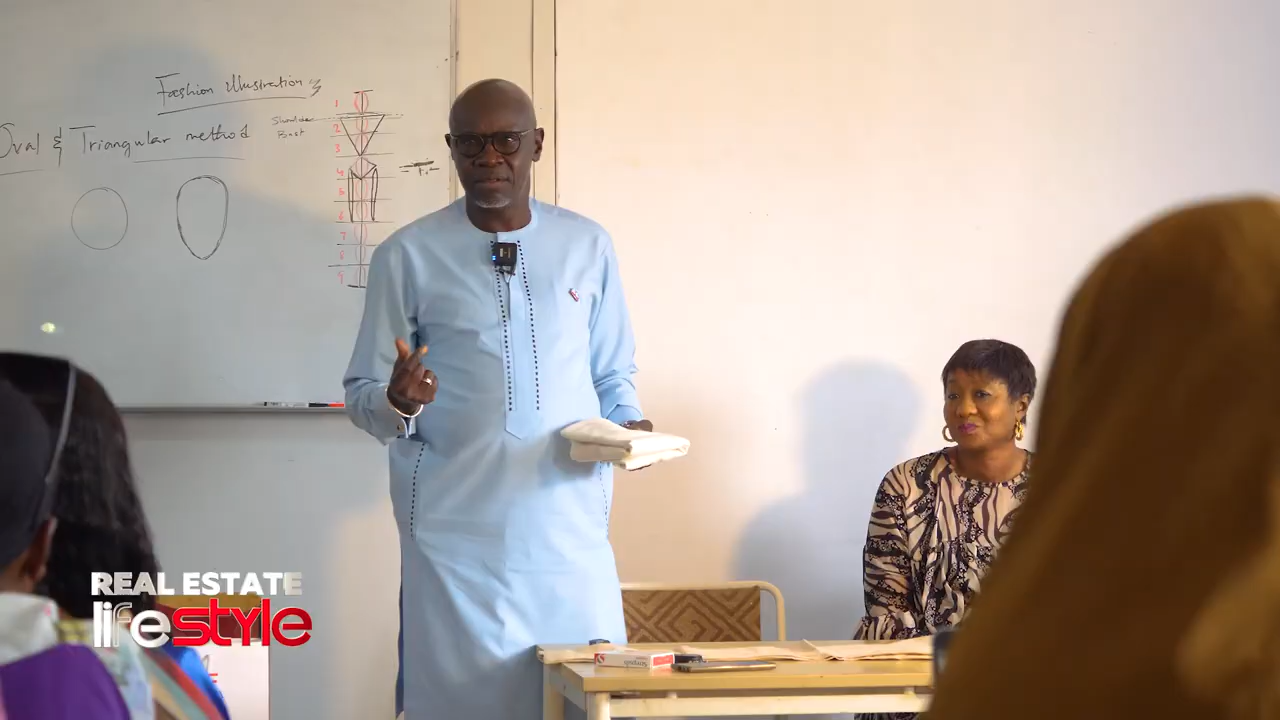 Fashion Illustration
Oval & Triangular method
Shoulder
Bust
1
2
3
4
5
6
7
8
9
REAL ESTATE
lifestyle